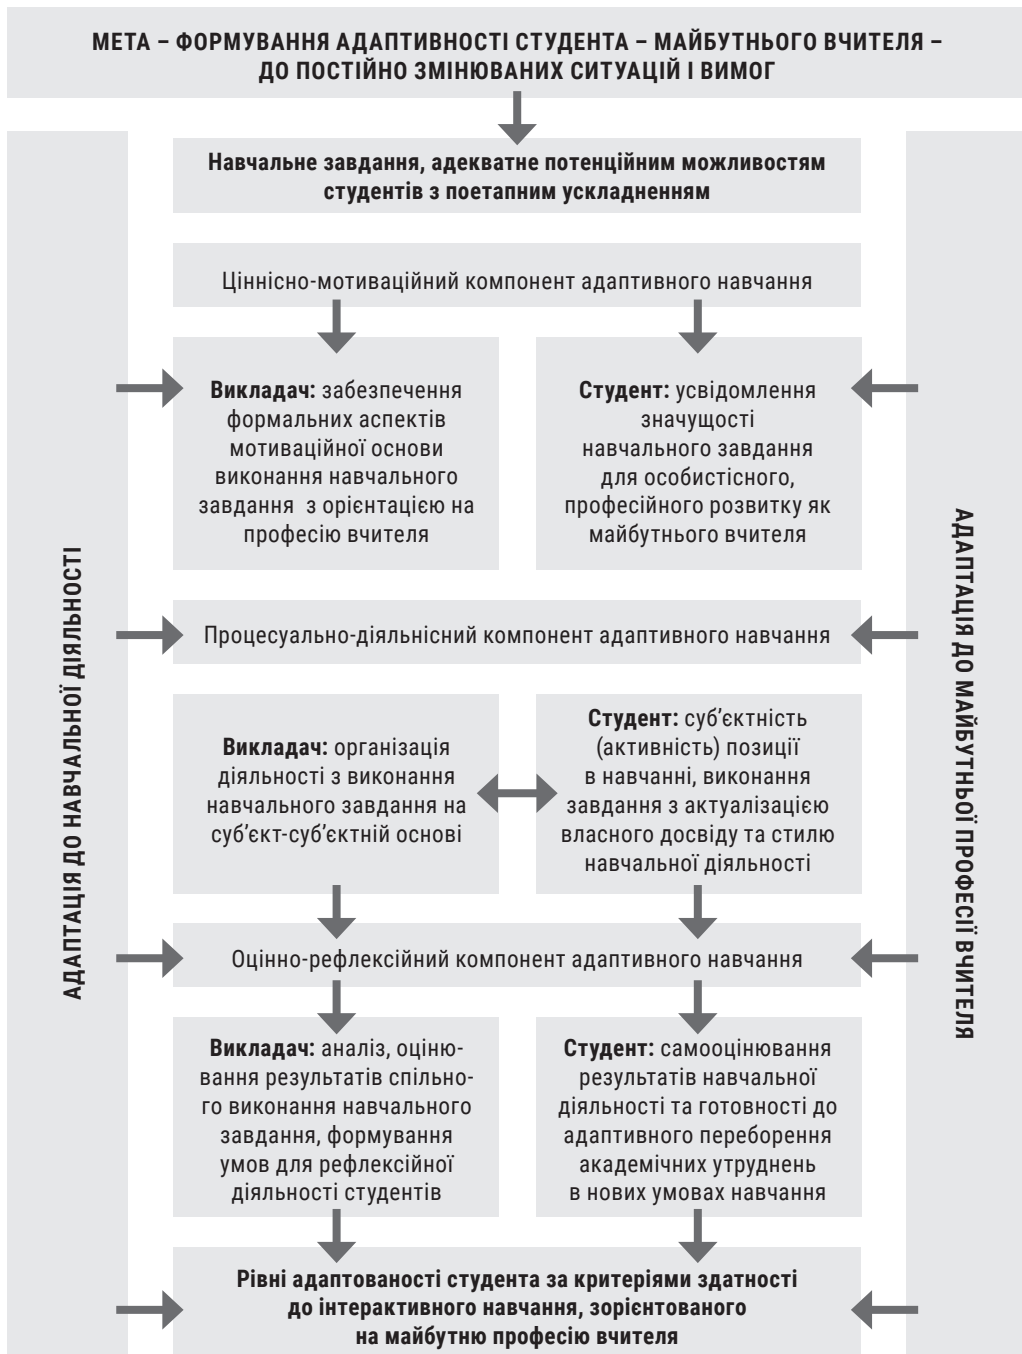 МЕТА – ФОРМУВАННЯ АДАПТИВНОСТІ СТУДЕНТА – МАЙБУТНЬОГО ВЧИТЕЛЯ –
ДО ПОСТІЙНО ЗМІНЮВАНИХ СИТУАЦІЙ І ВИМОГ
Навчальне завдання, адекватне потенційним можливостям
студентів з поетапним ускладненням
Ціннісно-мотиваційний компонент адаптивного навчання
Викладач: забезпечення
формальних аспектів
мотиваційної основи
виконання навчального
завдання з орієнтацією на
професію вчителя
Студент: усвідомлення
значущості
навчального завдання
для особистісного,
професійного розвитку як
майбутнього вчителя
Процесуально-діяльнісний компонент адаптивного навчання
Викладач: організація
діяльності з виконання
навчального завдання на
суб’єкт-суб’єктній основі
Студент: суб’єктність
(активність) позиції
в навчанні, виконання
завдання з актуалізацією
власного досвіду та стилю
навчальної діяльності
Оцінно-рефлексійний компонент адаптивного навчання
Викладач: аналіз, оціню-
вання результатів спільно-
го виконання навчального
завдання, формування
умов для рефлексійної
діяльності студентів
Студент: самооцінювання
результатів навчальної
діяльності та готовності до
адаптивного переборення
академічних утруднень
в нових умовах навчання
Рівні адаптованості студента за критеріями здатності
до інтерактивного навчання, зорієнтованого
на майбутню професію вчителя
АДАПТАЦІЯ ДО НАВЧАЛЬНОЇ ДІЯЛЬНОСТІ
АДАПТАЦІЯ ДО МАЙБУТНЬОЇ ПРОФЕСІЇ ВЧИТЕЛЯ